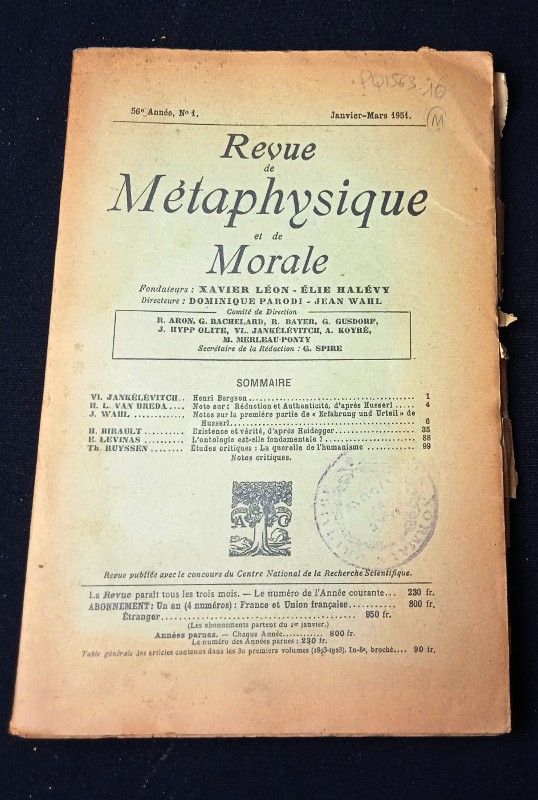 PQ1563 16
M
56e Année, No 1. Janvier-Mars 1951.
Revue
de
Métaphysique
et de
Morale
Fondateurs : XAVIER LÉON - ÉLIE HALÉVY
Directeurs : DOMINIQUE PARODI - JEAN WAHL
Comité de Direction
R. ARON, G. BACHELARD, R. BAYER, G. GUSDORF,
J. HYPP OLITE, VL. JANKÉLÉVITCH, A. KOYRÉ,
M. MERLEAU-PONTY
Secrétaire de la Rédaction : G. SPIRE
SOMMAIRE
Vl. JANKÉLÉVITCH.. Henri Bergson 1
H. L. VAN BREDA .... Note sur : Réduction et Authenticité, d'après Husserl ..... 4
J. WAHL ............ Notes sur la première partie de « Erfahrung und Urteil » de
Husserl 6
H. BIRAULT .......... Existence et vérité, d'après Heidegger 35
E. LEVINAS .......... L'ontologie est-elle fondamentale ? 88
Th. RUYSSEN ....... Études critiques : La querelle de l'humanisme 99
Notes critiques.
A C
Revue publiée avec le concours du Centre National de la Recherche Scientifique.
La Revue paraît tous les trois mois. — Le numéro de l'Année courante... 230 fr.
ABONNEMENT : Un an (4 numéros) : France et Union française.......... 800 fr.
Étranger 950 fr.
(Les abonnements partent du 1er janvier.)
Années parues. — Chaque Année............ 800 fr.
Le numéro des Années parues : 230 fr.
Table générale des articles contenus dans les 30 premiers volumes (1893-1923). In-8o, broché.... 90 fr.